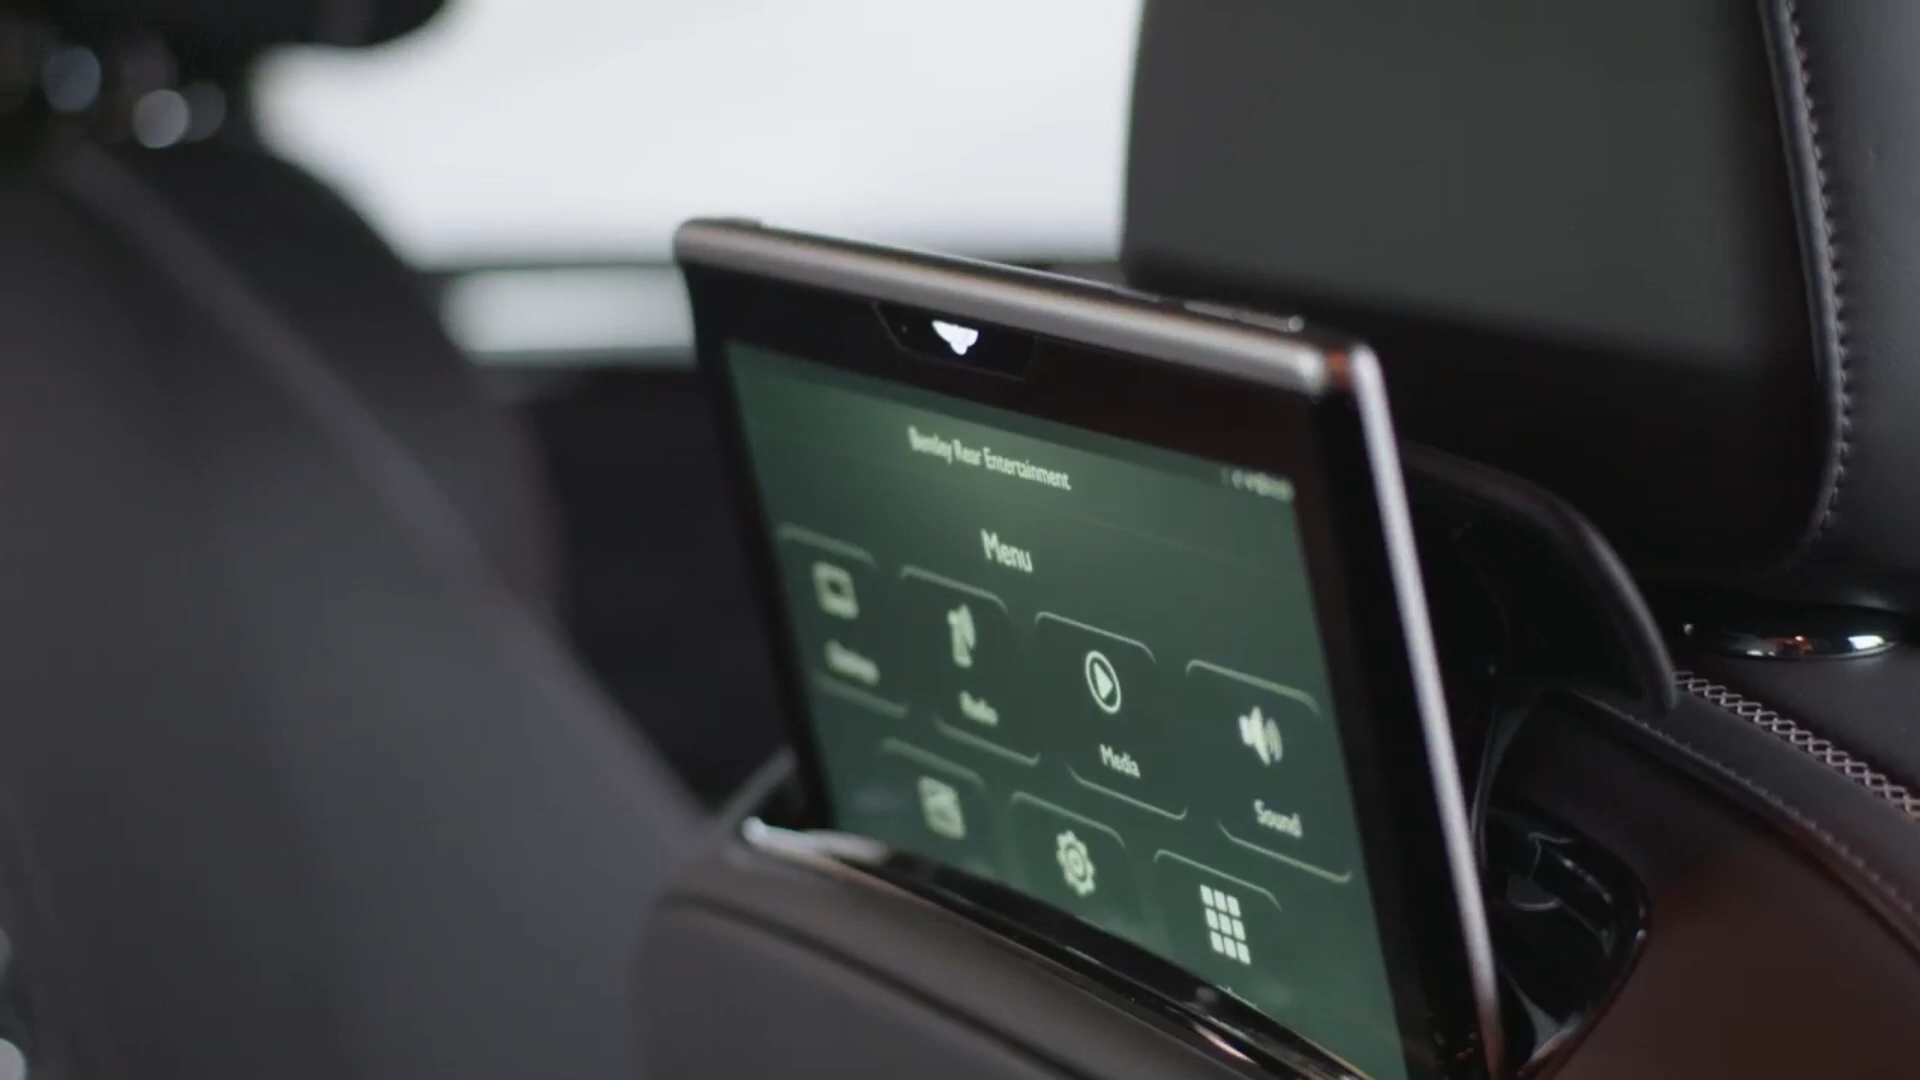 Bentley Rear Entertainment
Menu
Radio
Media
Sound